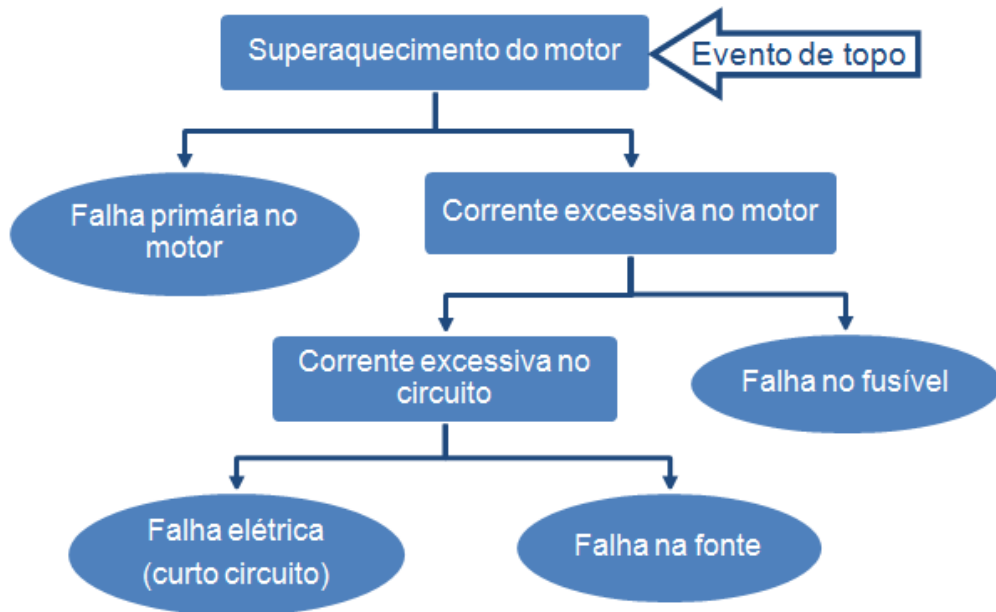 Superaquecimento do motor
Evento de topo
Falha primária no
motor
Corrente excessiva no motor
Corrente excessiva no
circuito
Falha no fusível
Falha elétrica
(curto circuito)
Falha na fonte